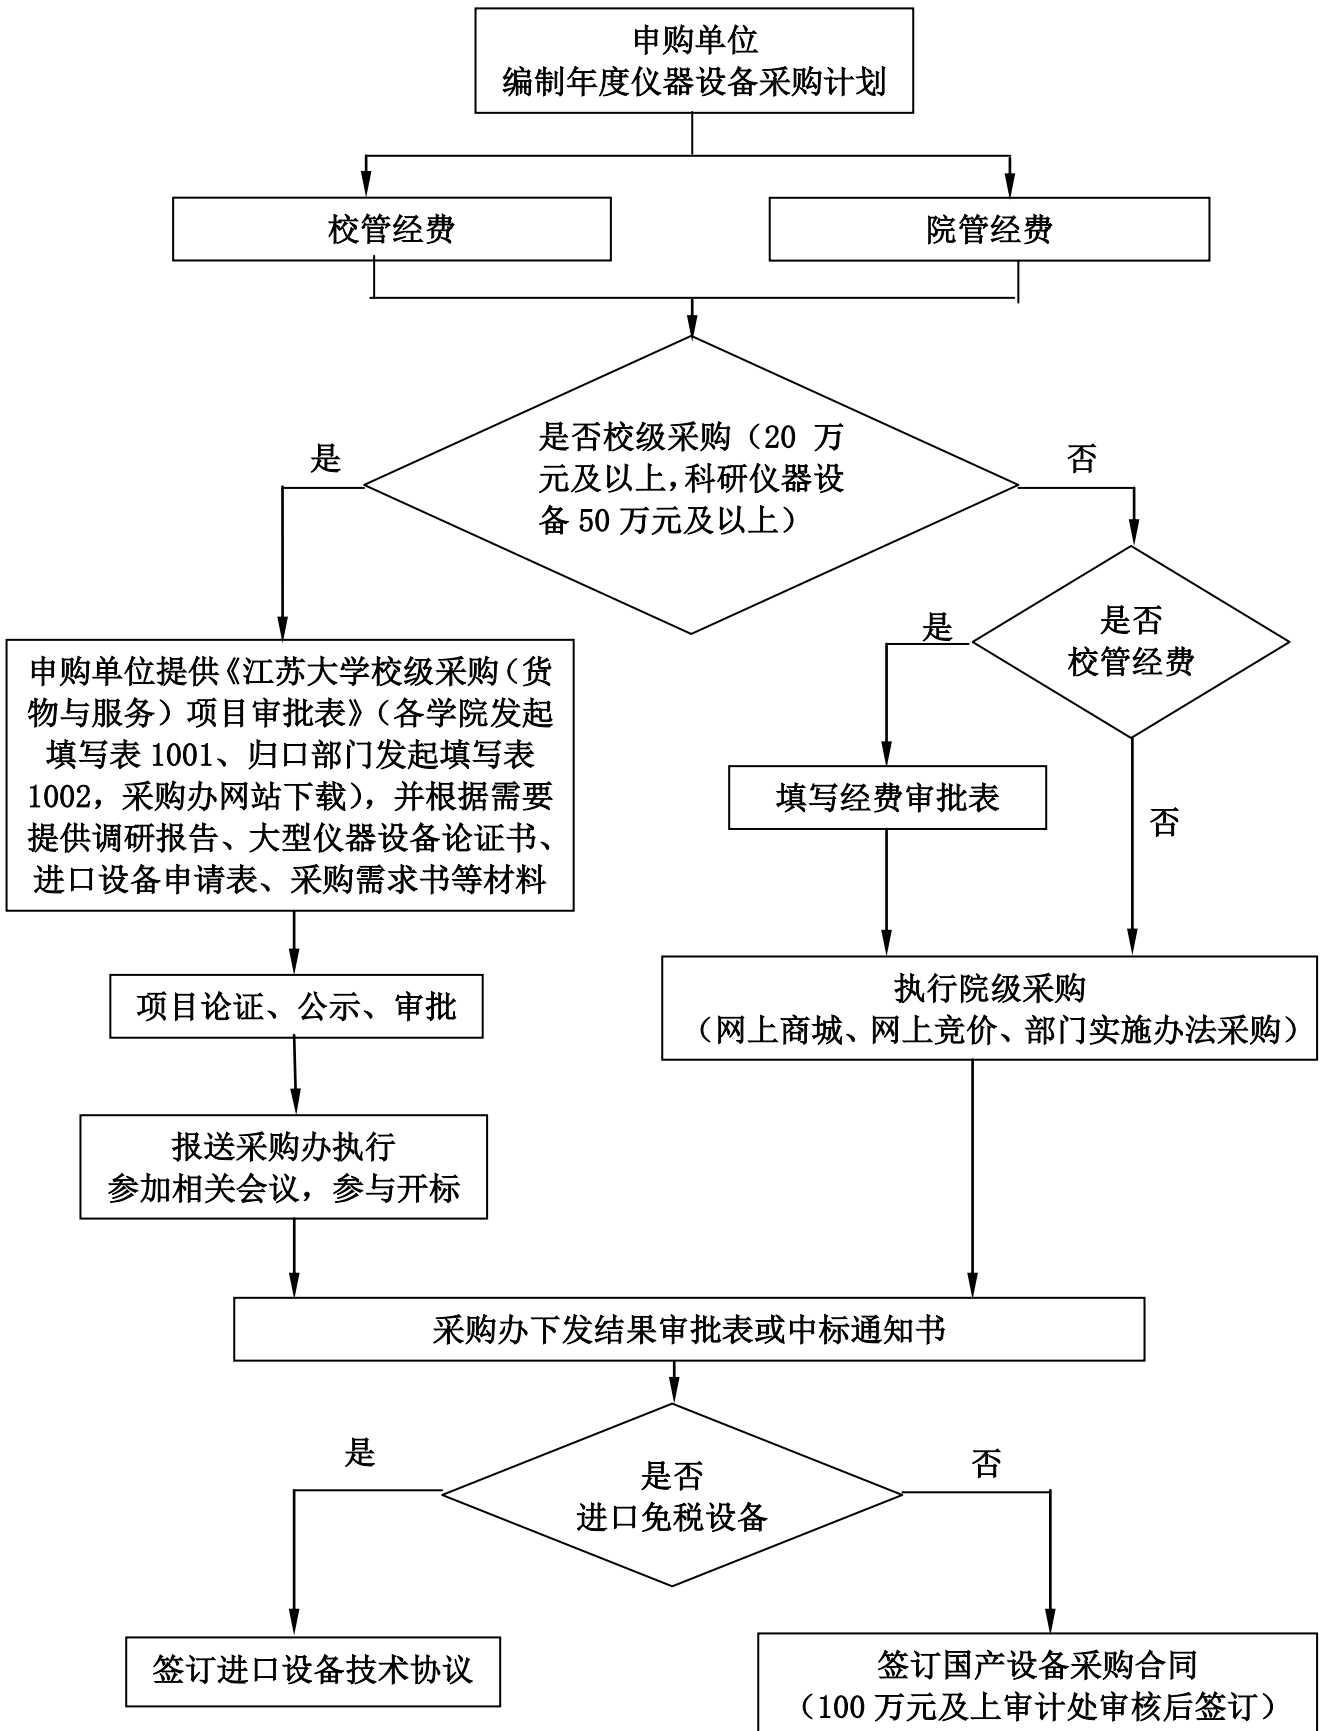 申购单位
编制年度仪器设备采购计划
校管经费
院管经费
是否校级采购（20 万
元及以上，科研仪器设
备 50 万元及以上）
是
否
是否
校管经费
是
否
申购单位提供《江苏大学校级采购（货
物与服务）项目审批表》（各学院发起
填写表 1001、归口部门发起填写表
1002，采购办网站下载），并根据需要
提供调研报告、大型仪器设备论证书、
进口设备申请表、采购需求书等材料
填写经费审批表
项目论证、公示、审批
执行院级采购
（网上商城、网上竞价、部门实施办法采购）
报送采购办执行
参加相关会议，参与开标
采购办下发结果审批表或中标通知书
是否
进口免税设备
是
否
签订进口设备技术协议
签订国产设备采购合同
（100 万元及上审计处审核后签订）